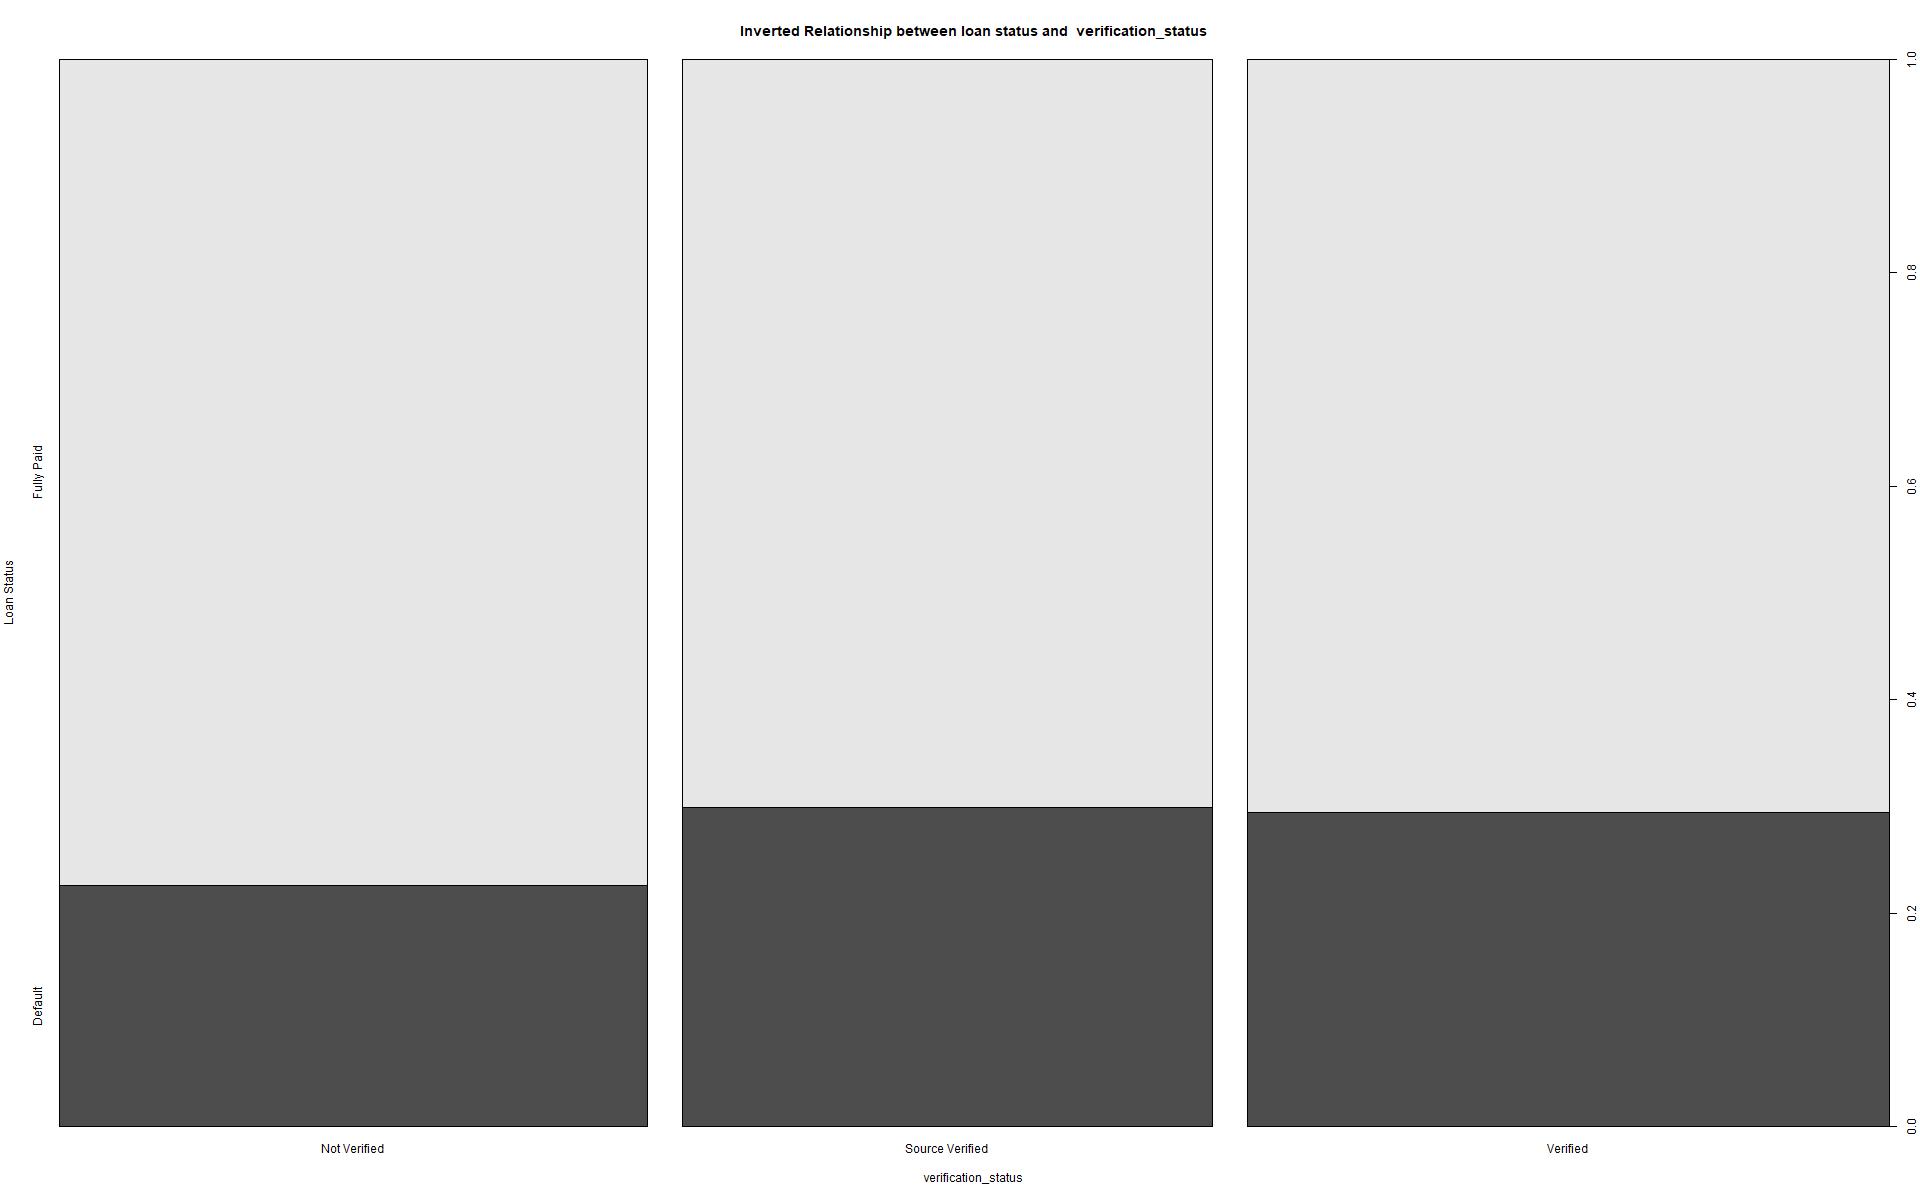 Inverted Relationship between loan status and  verification_status
Loan Status
Fully Paid
Default
1.0
0.8
0.6
0.4
0.2
0.0
Not Verified
Source Verified
Verified
verification_status